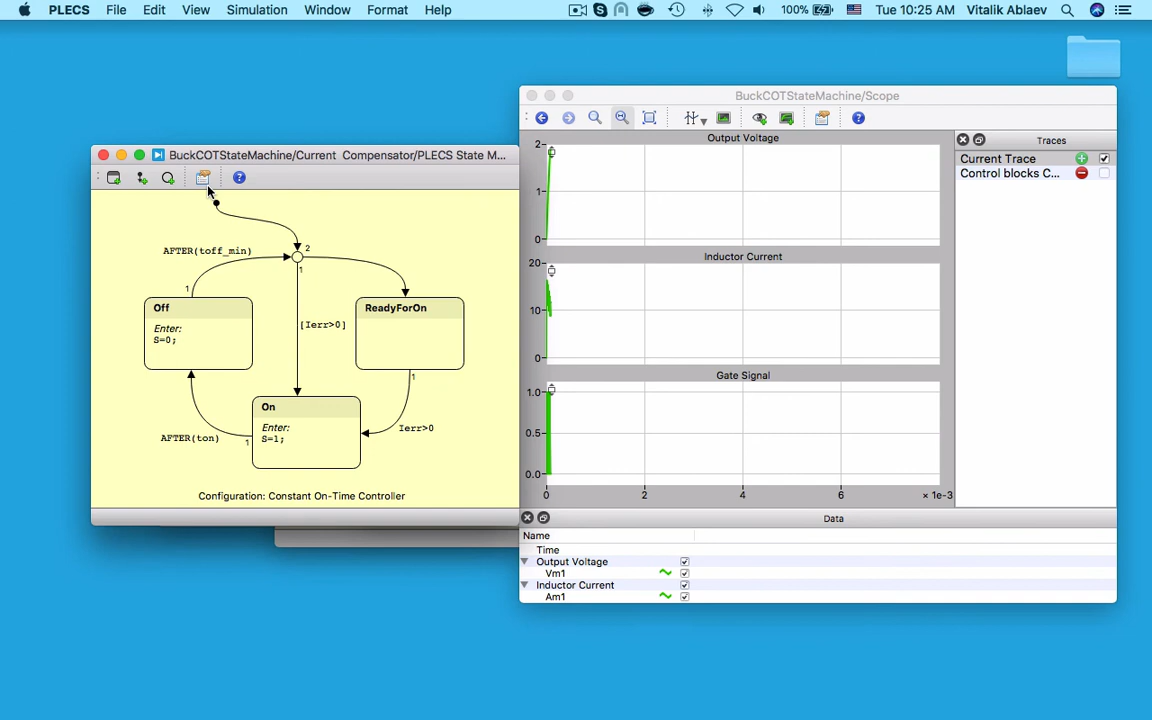 PLECS File Edit View Simulation Window Format Help 100% Tue 10:25 AM Vitalik Ablaev
BuckCOTStateMachine/Current Compensator/PLECS State M...
AFTER(toff_min)
2
1
1
Off
Enter:
S=0;
[Ierr>0]
ReadyForOn
1
On
Enter:
S=1;
AFTER(ton)
1
Ierr>0
Configuration: Constant On-Time Controller
BuckCOTStateMachine/Scope
Output Voltage
2
1
0
Inductor Current
20
10
0
Gate Signal
1.0
0.5
0.0
0 2 4 6 × 1e-3
Traces
Current Trace
Control blocks C...
Data
Name
Time
Output Voltage
Vm1
Inductor Current
Am1